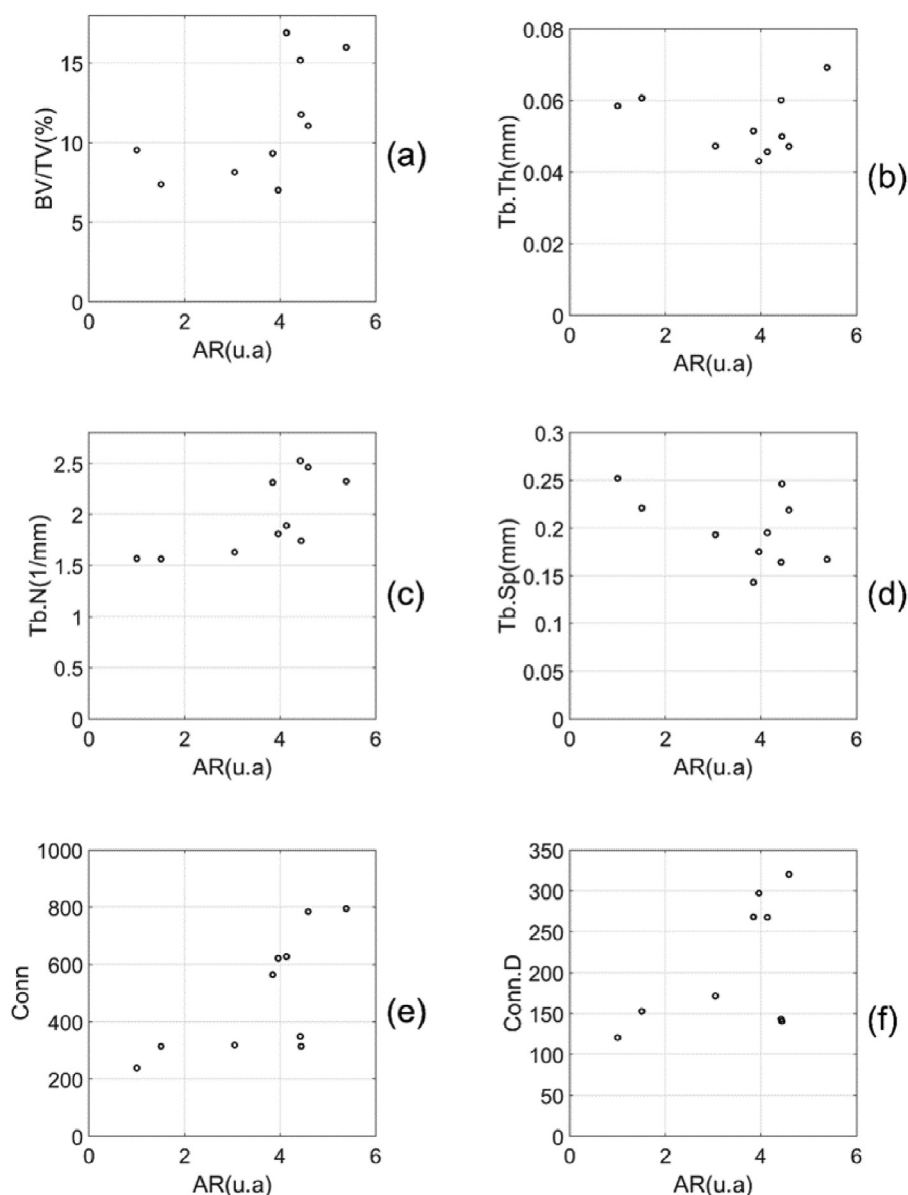 BV/TV(%)
15
10
5
0
0 2 4 6
AR(u.a)
(a)
Tb.Th(mm)
0.08
0.06
0.04
0.02
0
0 2 4 6
AR(u.a)
(b)
Tb.N(1/mm)
2.5
2
1.5
1
0.5
0
0 2 4 6
AR(u.a)
(c)
Tb.Sp(mm)
0.3
0.25
0.2
0.15
0.1
0.05
0
0 2 4 6
AR(u.a)
(d)
Conn
1000
800
600
400
200
0
0 2 4 6
AR(u.a)
(e)
Conn.D
350
300
250
200
150
100
50
0
0 2 4 6
AR(u.a)
(f)